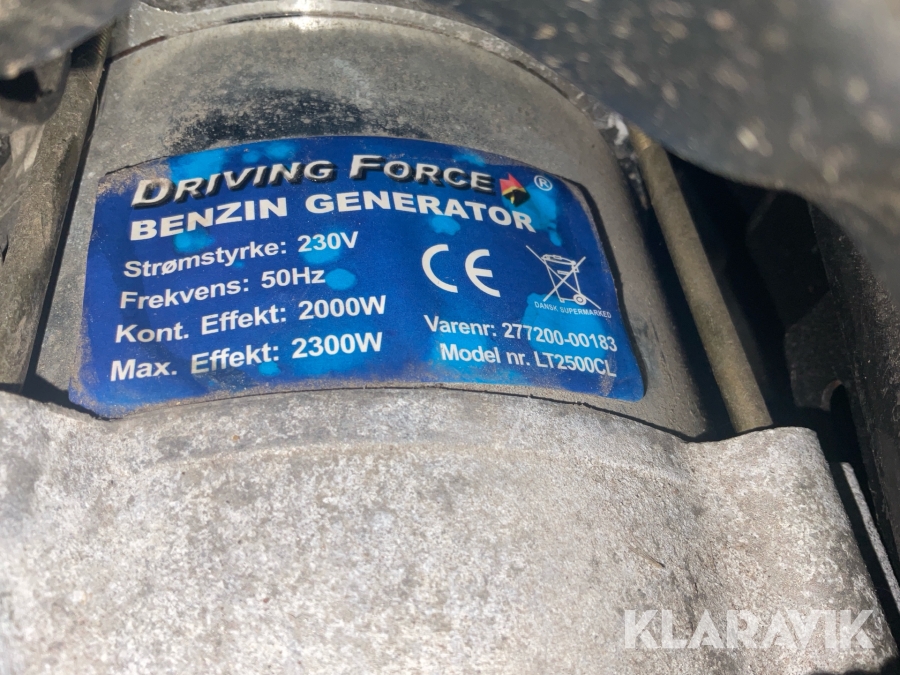 DRIVING FORCE ®
BENZIN GENERATOR
Strømstyrke: 230V
Frekvens: 50Hz
Kont. Effekt: 2000W
Max. Effekt: 2300W
CE
DANSK SUPERMARKED
Varenr: 277200-00183
Model nr. LT2500CL
KLARAVIK